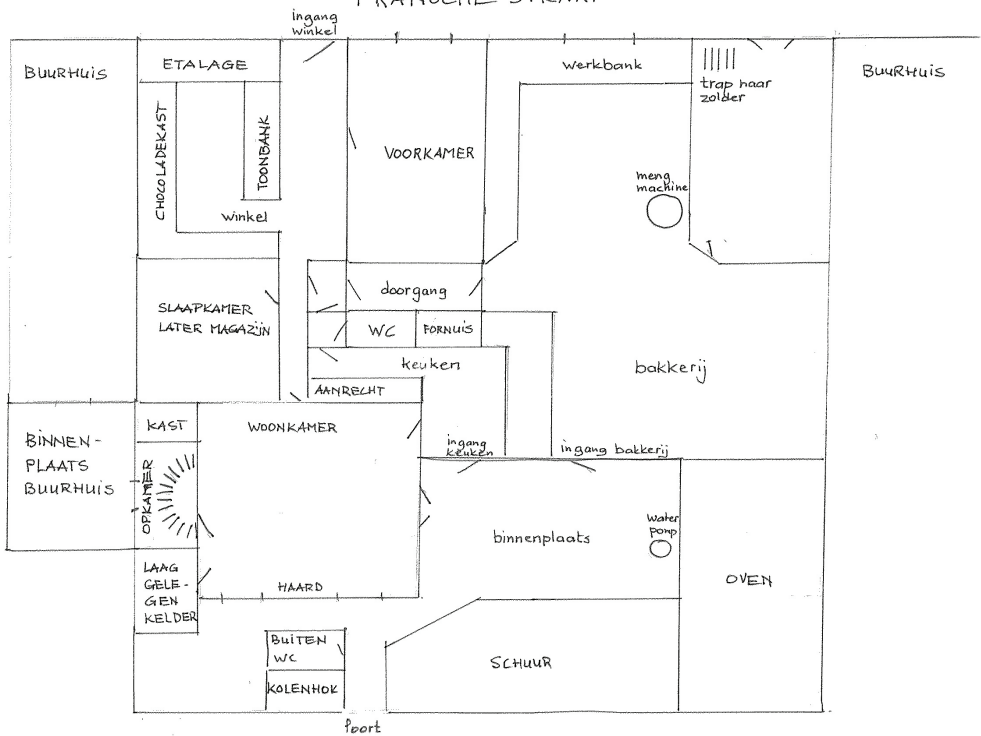 ingang
winkel
BUURHUIS
ETALAGE
werkbank
trap naar
zolder
BUURHUIS
CHOCOLADEKAST
TOONBANK
VOORKAMER
meng
machine
winkel
SLAAPKAMER
LATER MAGAZIJN
doorgang
WC
FORNUIS
keuken
AANRECHT
bakkerij
BINNEN-
PLAATS
BUURHUIS
KAST
WOONKAMER
ingang
keuken
ingang bakkerij
OPKAMER
binnenplaats
water
pomp
OVEN
LAAG
GELE-
GEN
KELDER
HAARD
BUITEN
WC
KOLENHOK
SCHUUR
Poort